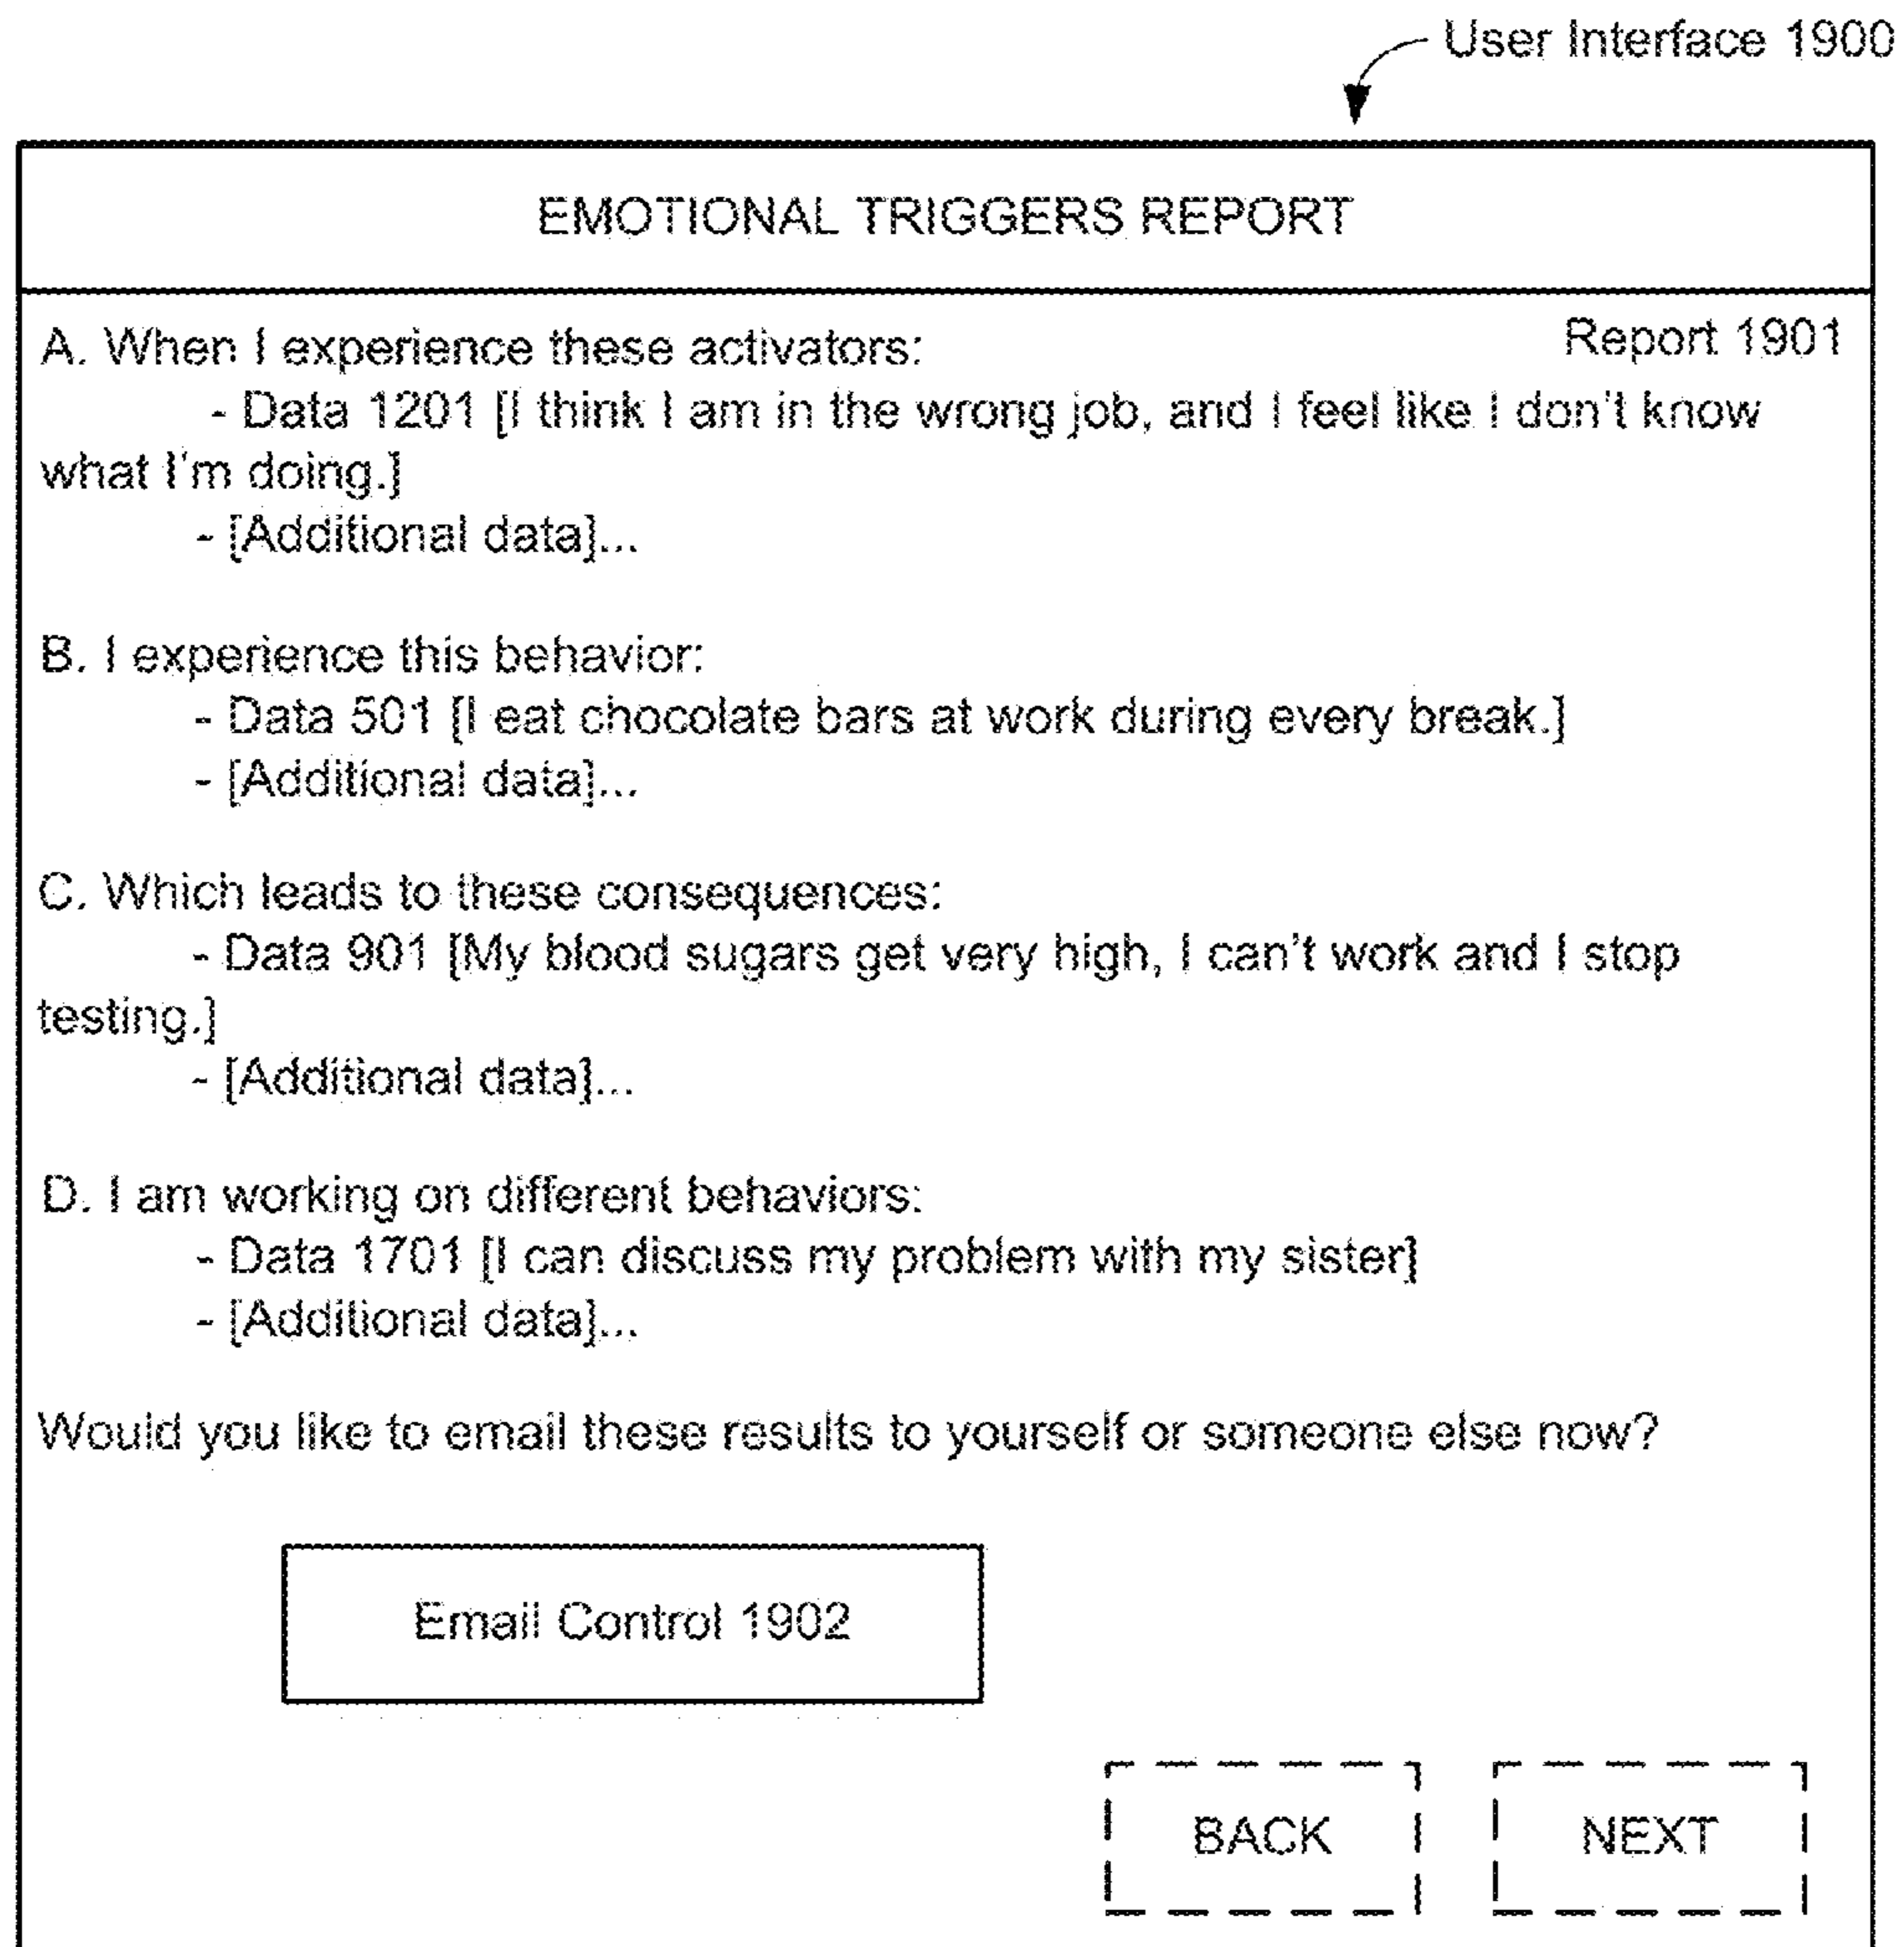 User Interface 1900
EMOTIONAL TRIGGERS REPORT
Report 1901
A. When I experience these activators:
- Data 1201 [I think I am in the wrong job, and I feel like I don't know
what I'm doing.]
- [Additional data]...
B. I experience this behavior:
- Data 501 [I eat chocolate bars at work during every break.]
- [Additional data]...
C. Which leads to these consequences:
- Data 901 [My blood sugars get very high, I can't work and I stop
testing.]
- [Additional data]...
D. I am working on different behaviors:
- Data 1701 [I can discuss my problem with my sister]
- [Additional data]...
Would you like to email these results to yourself or someone else now?
Email Control 1902
BACK
NEXT